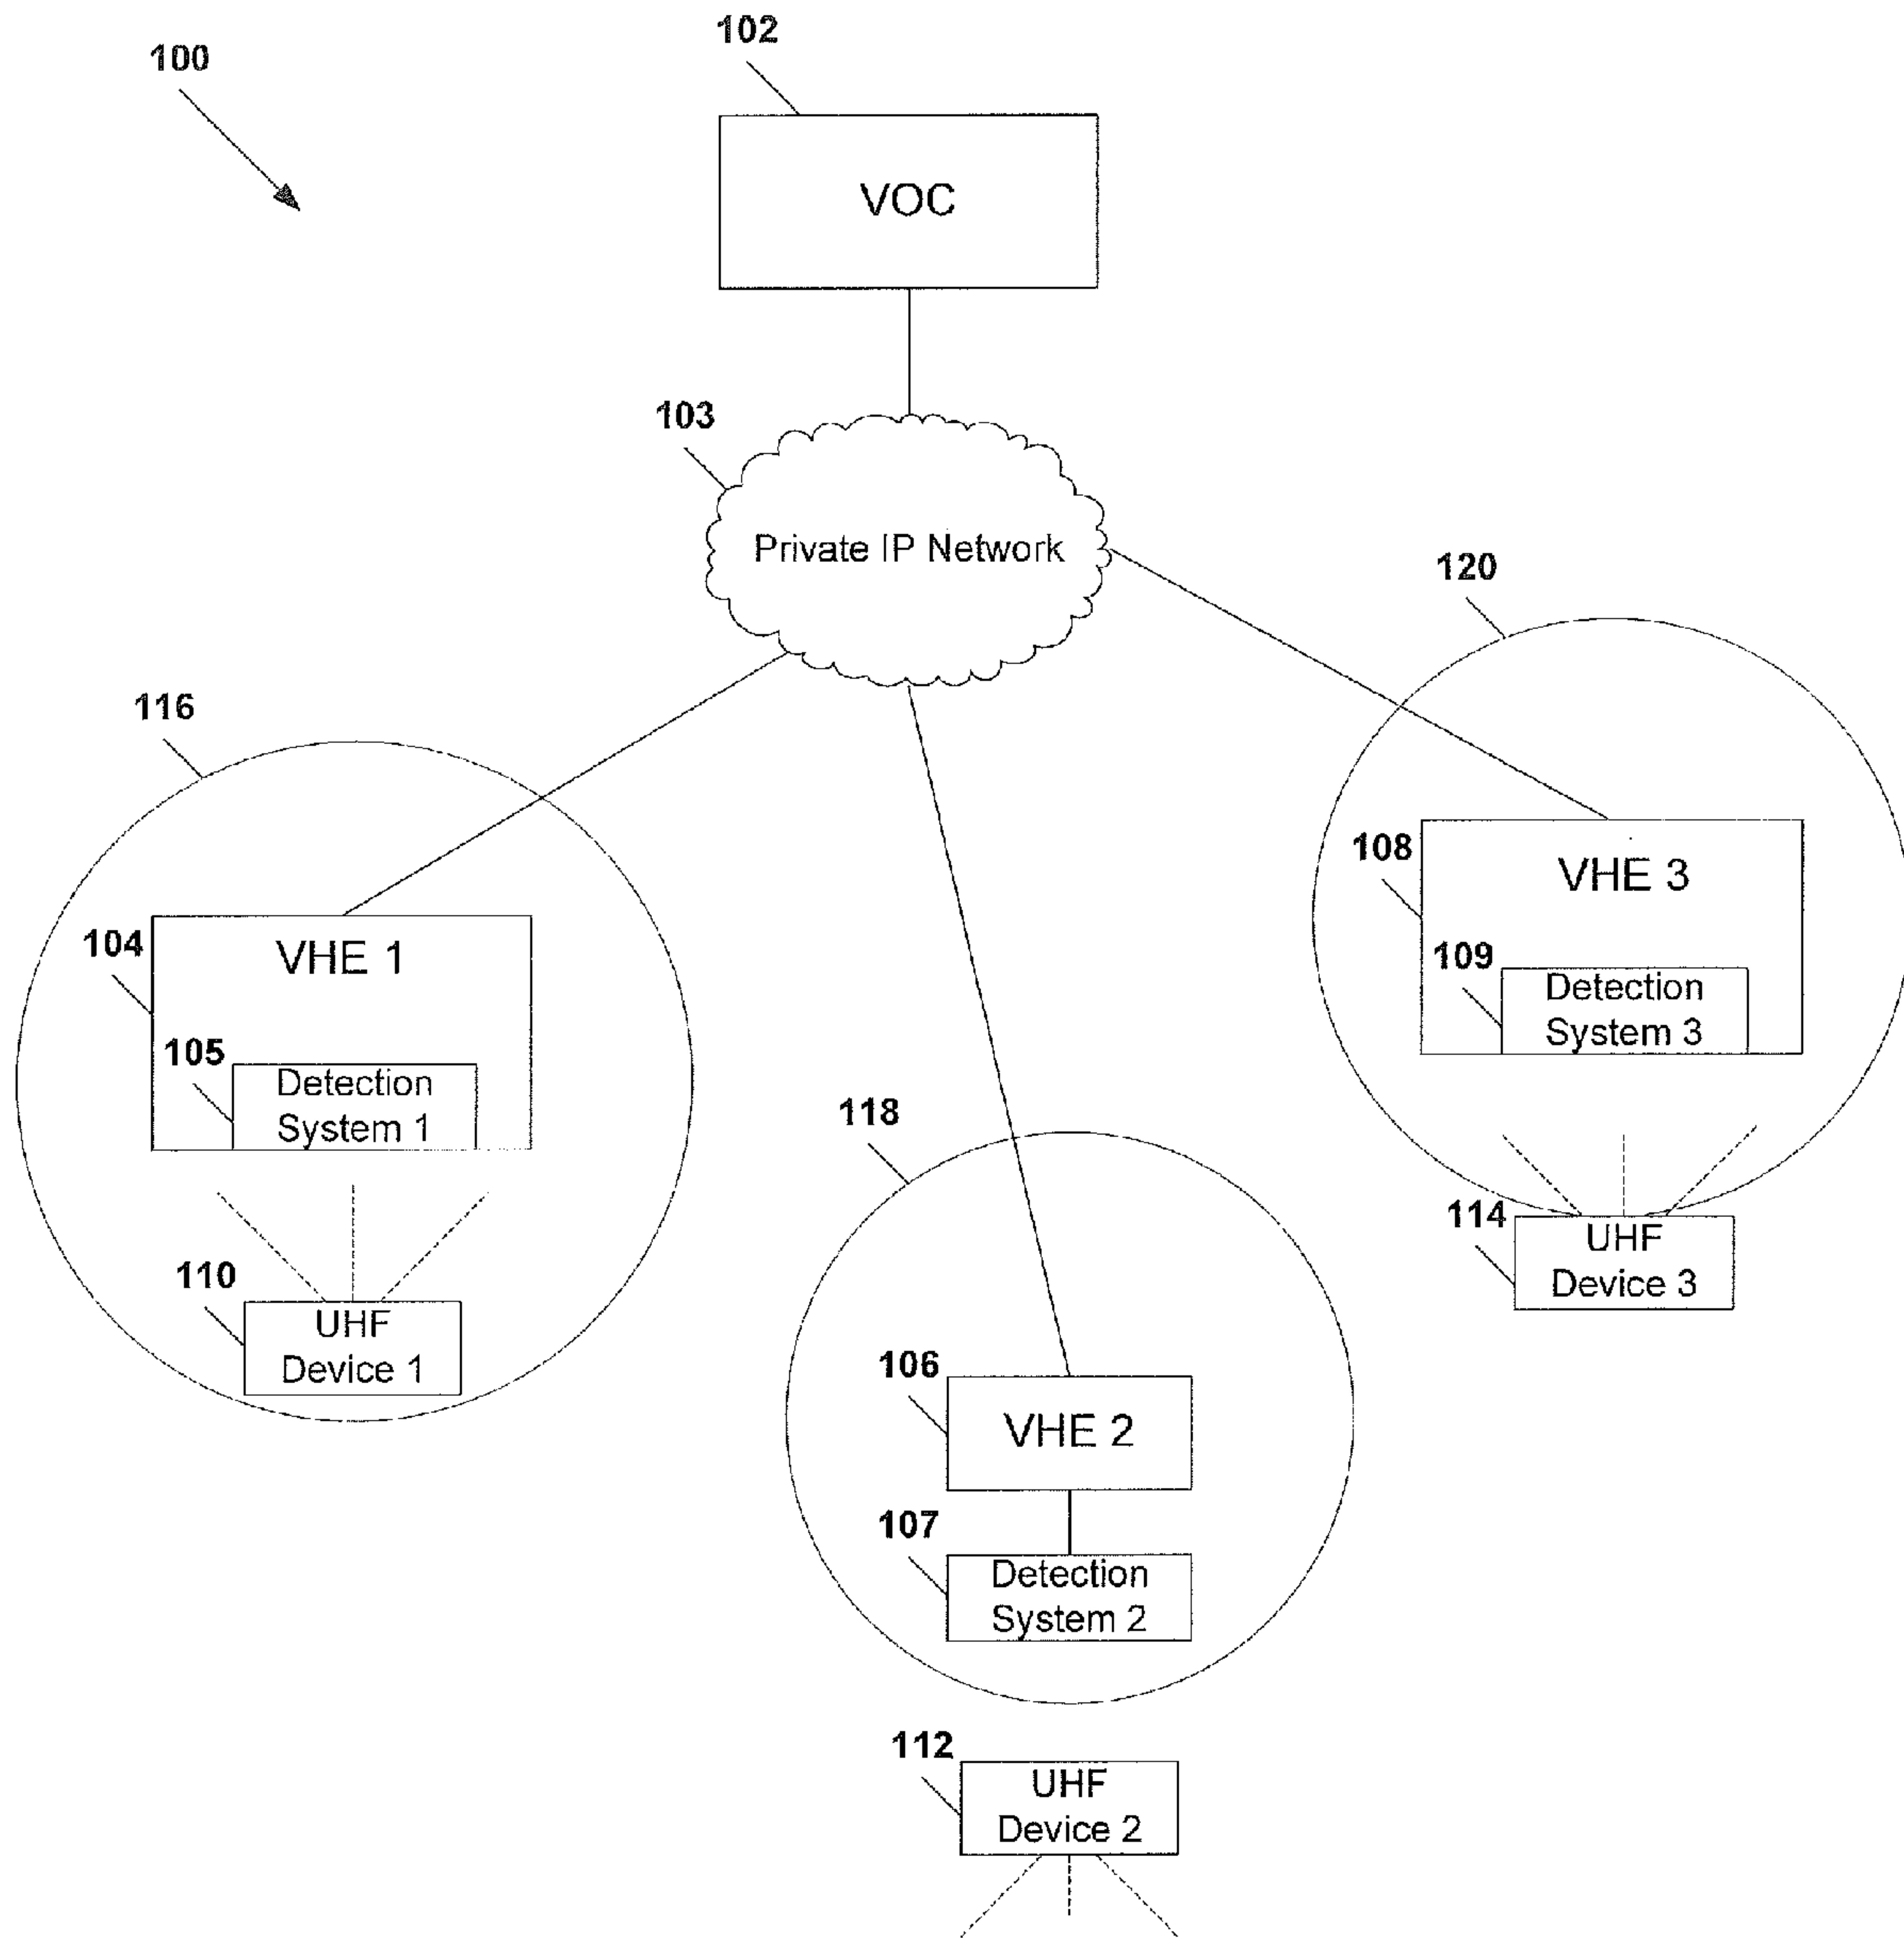 100
102
VOC
103
Private IP Network
120
116
108
VHE 3
104
VHE 1
109
Detection
System 3
105
Detection
System 1
118
114
UHF
Device 3
110
UHF
Device 1
106
VHE 2
107
Detection
System 2
112
UHF
Device 2